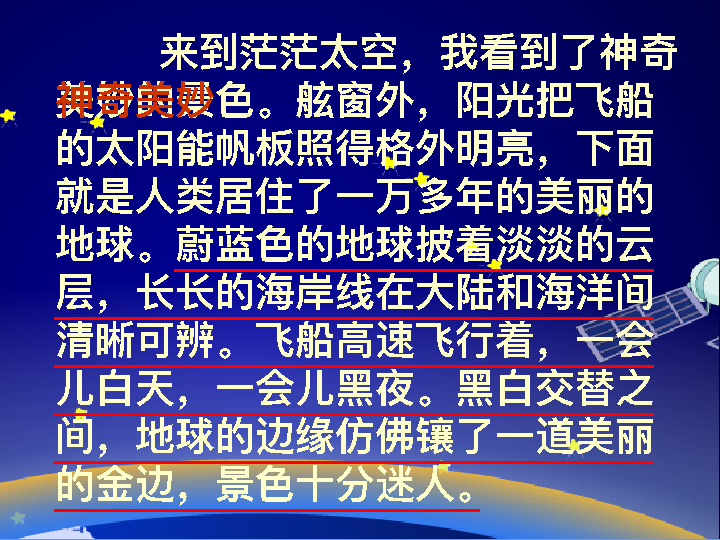 来到茫茫太空，我看到了神奇
神奇美妙色。舷窗外，阳光把飞船
的太阳能帆板照得格外明亮，下面
就是人类居住了一万多年的美丽的
地球。蔚蓝色的地球披着淡淡的云
层，长长的海岸线在大陆和海洋间
清晰可辨。飞船高速飞行着，一会
儿白天，一会儿黑夜。黑白交替之
间，地球的边缘仿佛镶了一道美丽
的金边，景色十分迷人。